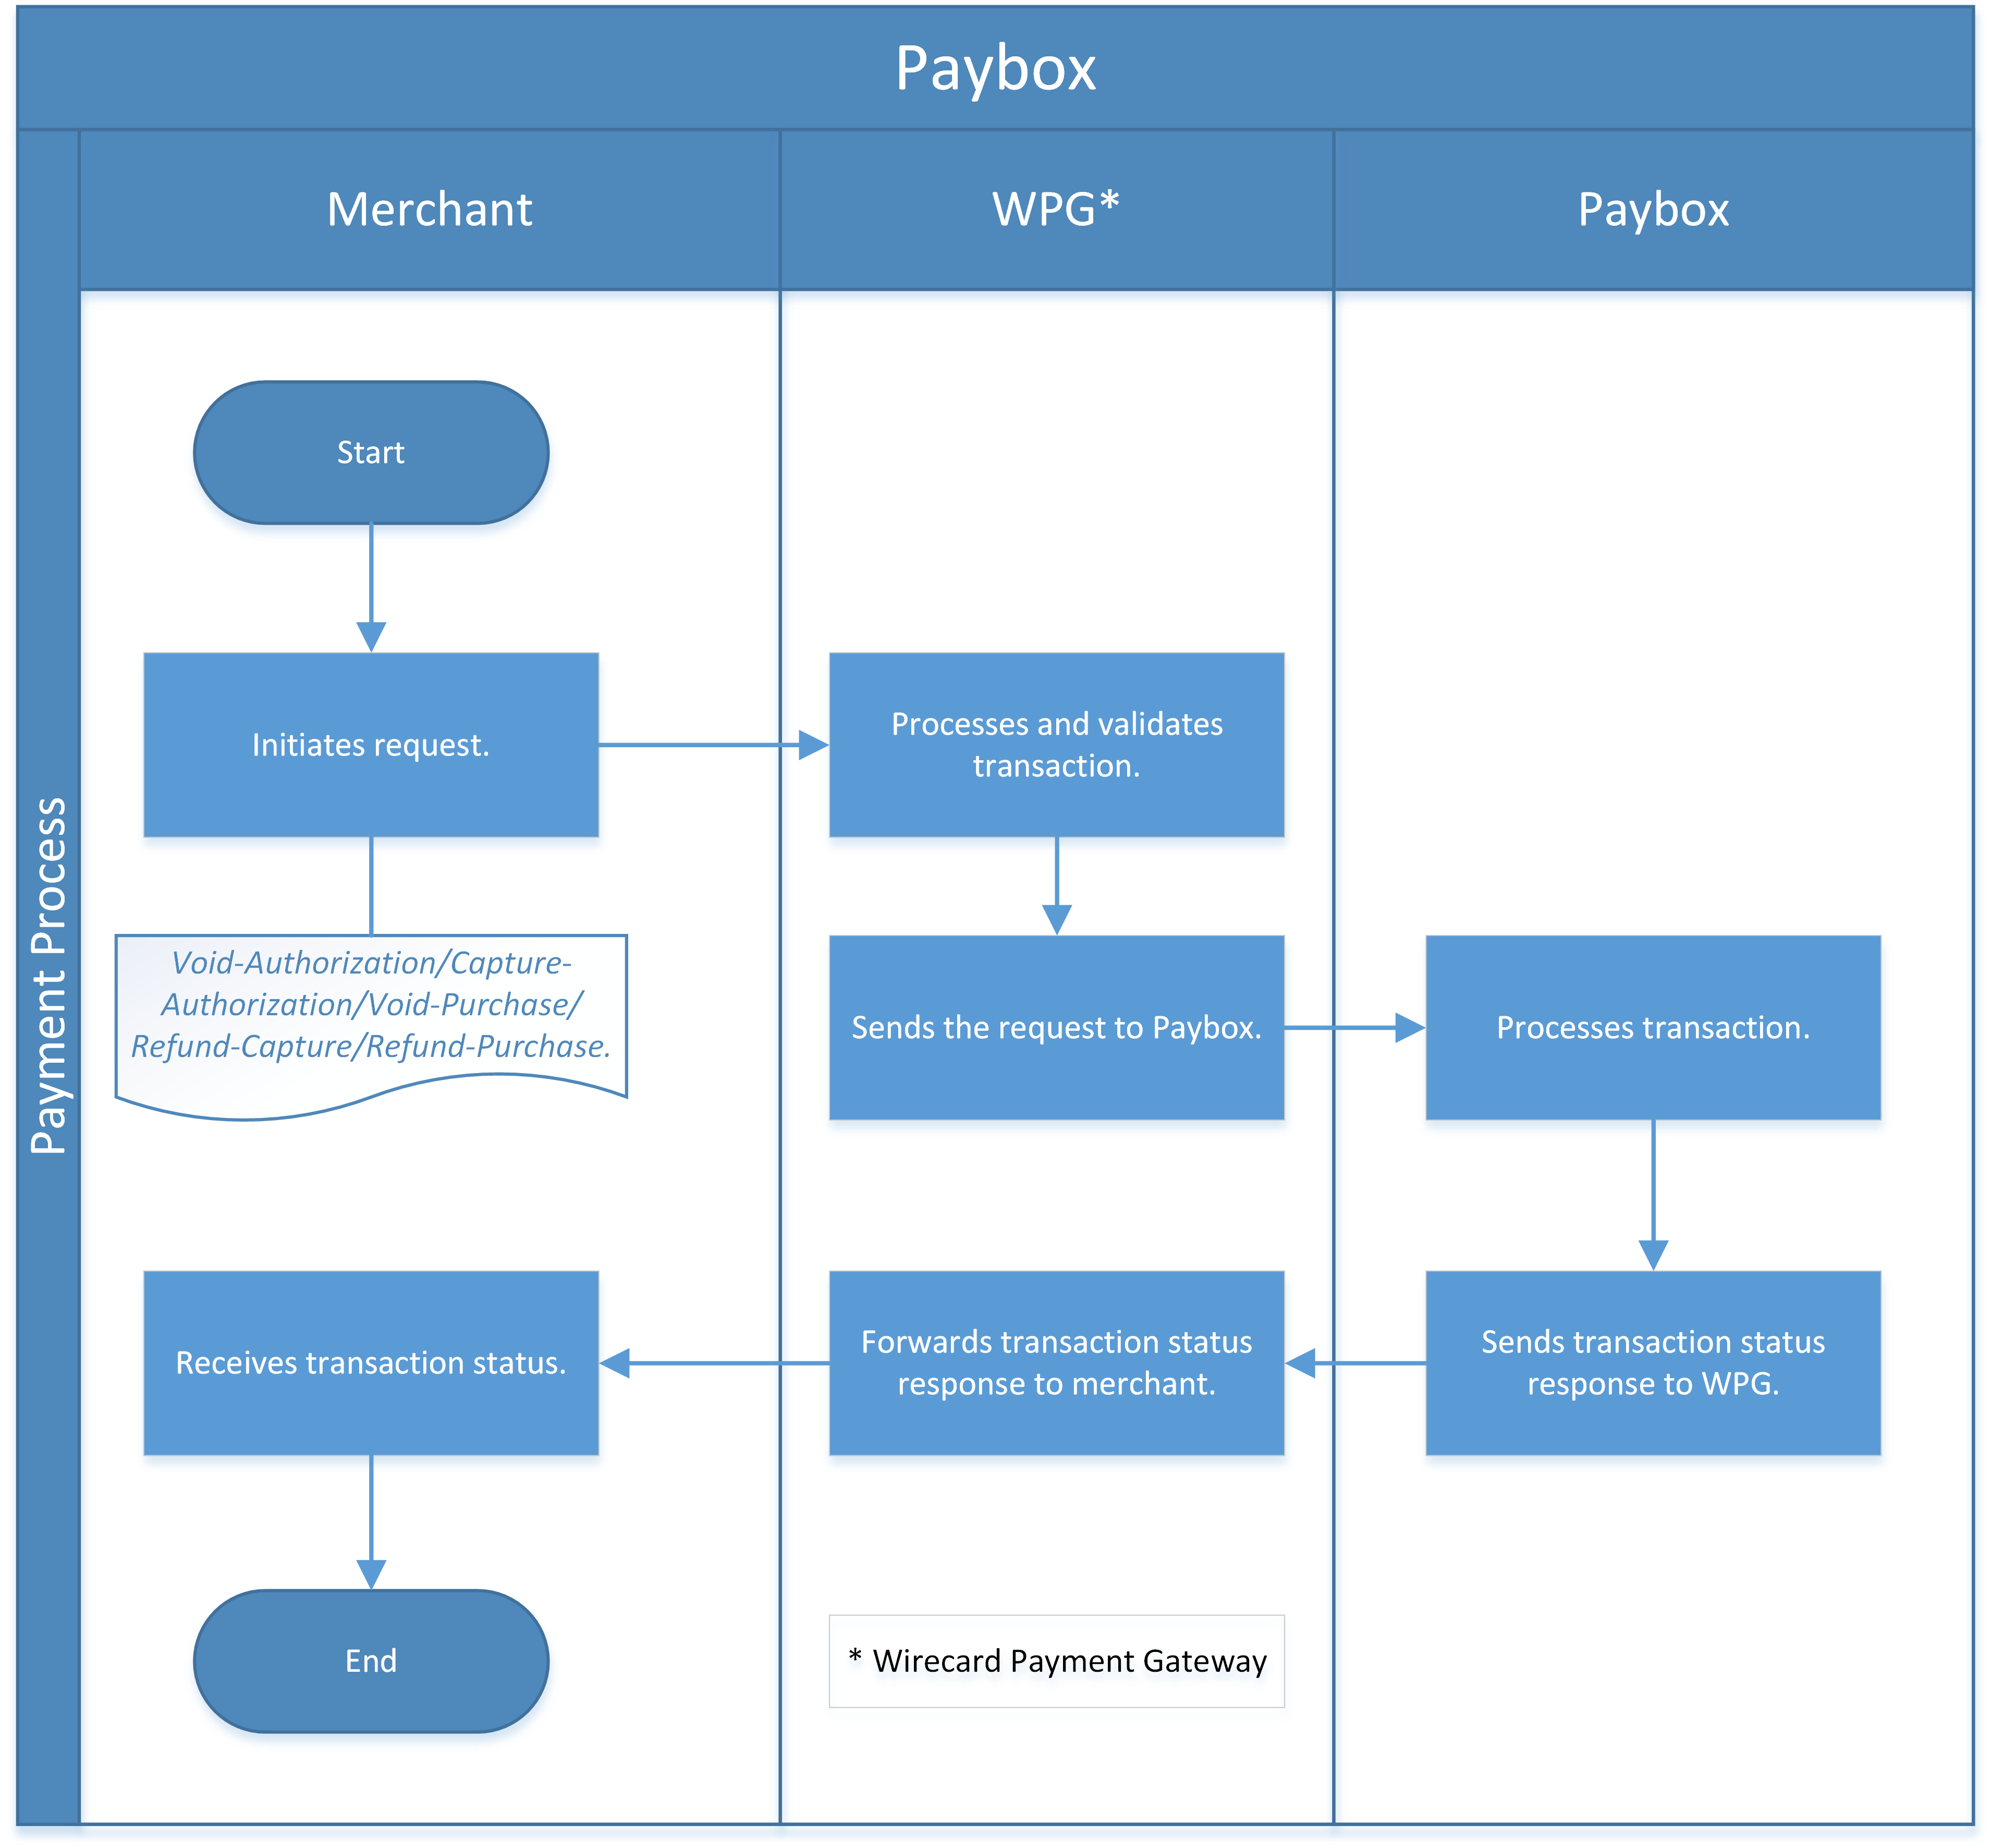 Paybox
Payment Process
Merchant
WPG*
Paybox
Start
Initiates request.
Processes and validates
transaction.
Void-Authorization/Capture-
Authorization/Void-Purchase/
Refund-Capture/Refund-Purchase.
Sends the request to Paybox.
Processes transaction.
Receives transaction status.
Forwards transaction status
response to merchant.
Sends transaction status
response to WPG.
End
* Wirecard Payment Gateway